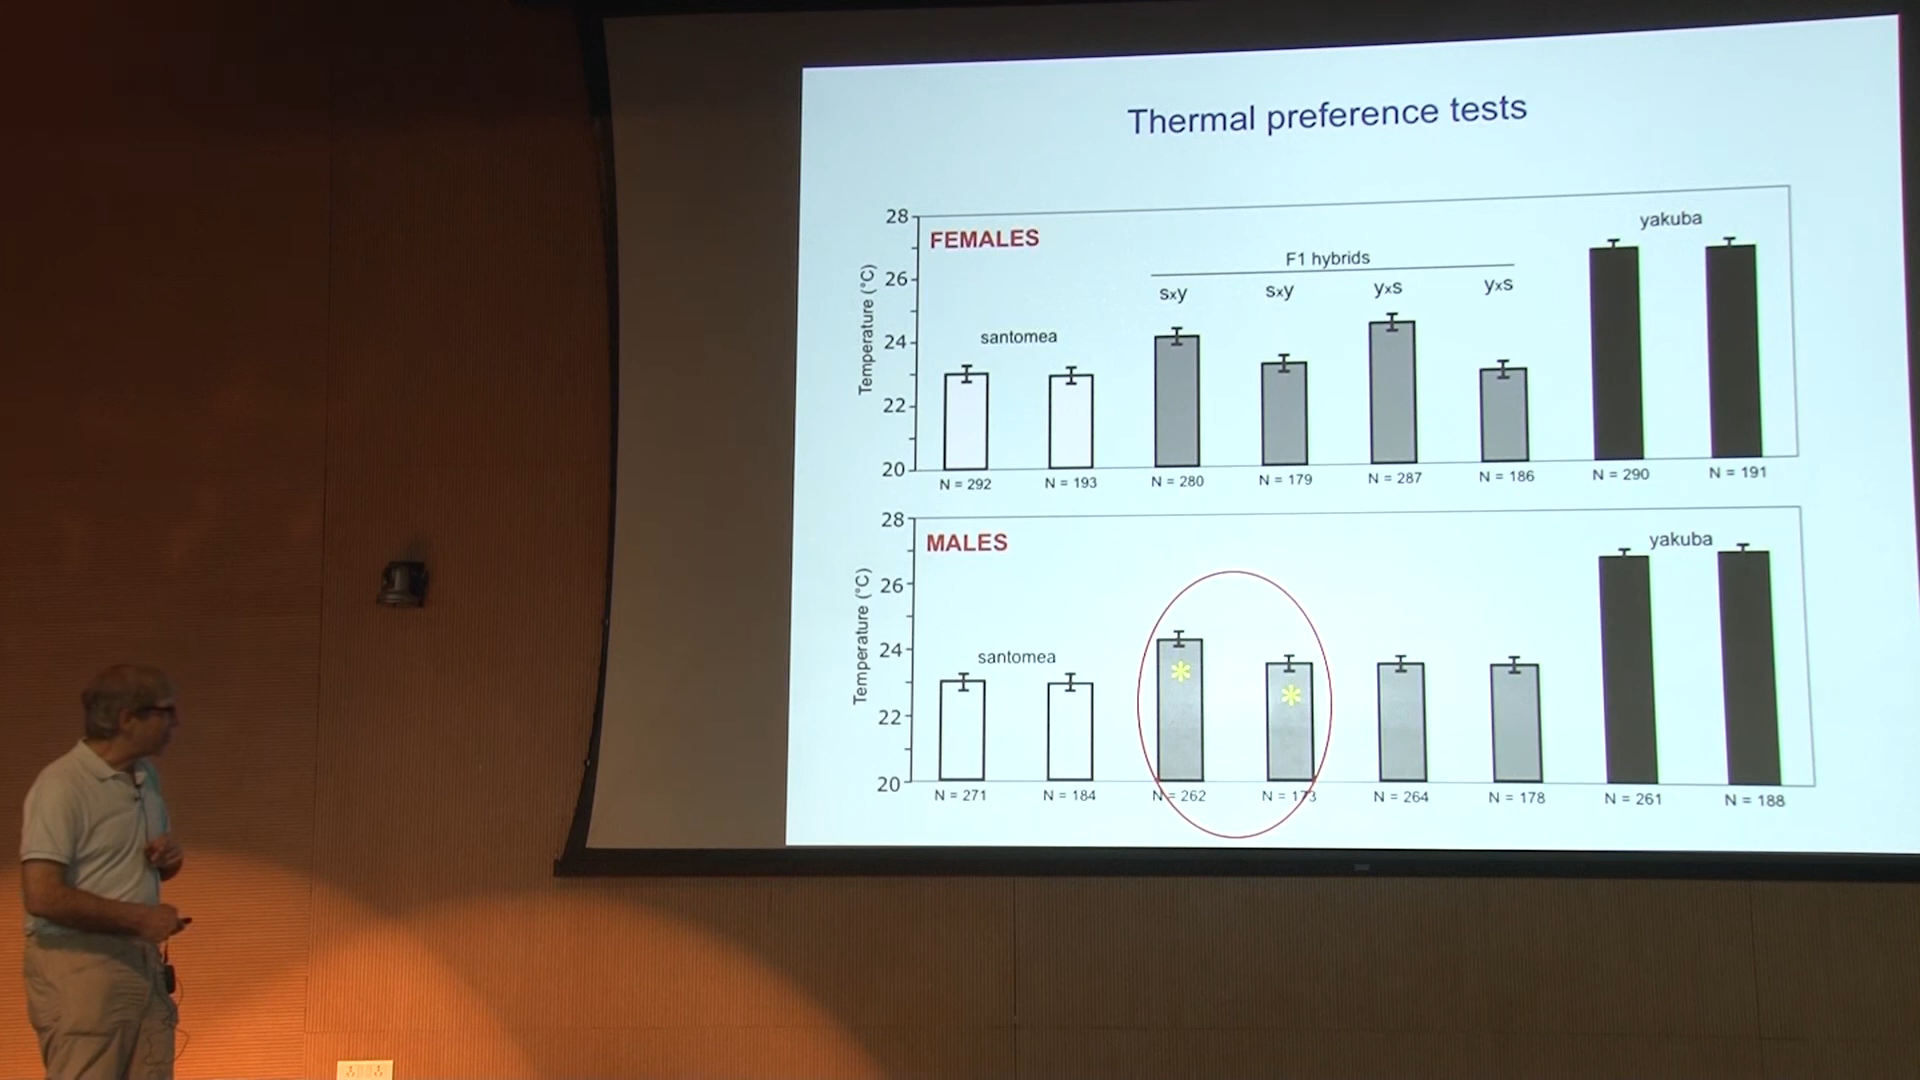 Thermal preference tests
28
26
24
22
20
Temperature (°C)
FEMALES
santomea
F1 hybrids
sxy
sxy
yxs
yxs
yakuba
N = 292
N = 193
N = 280
N = 179
N = 287
N = 186
N = 290
N = 191
28
26
24
22
20
Temperature (°C)
MALES
santomea
yakuba
*
*
N = 271
N = 184
N = 262
N = 173
N = 264
N = 178
N = 261
N = 188